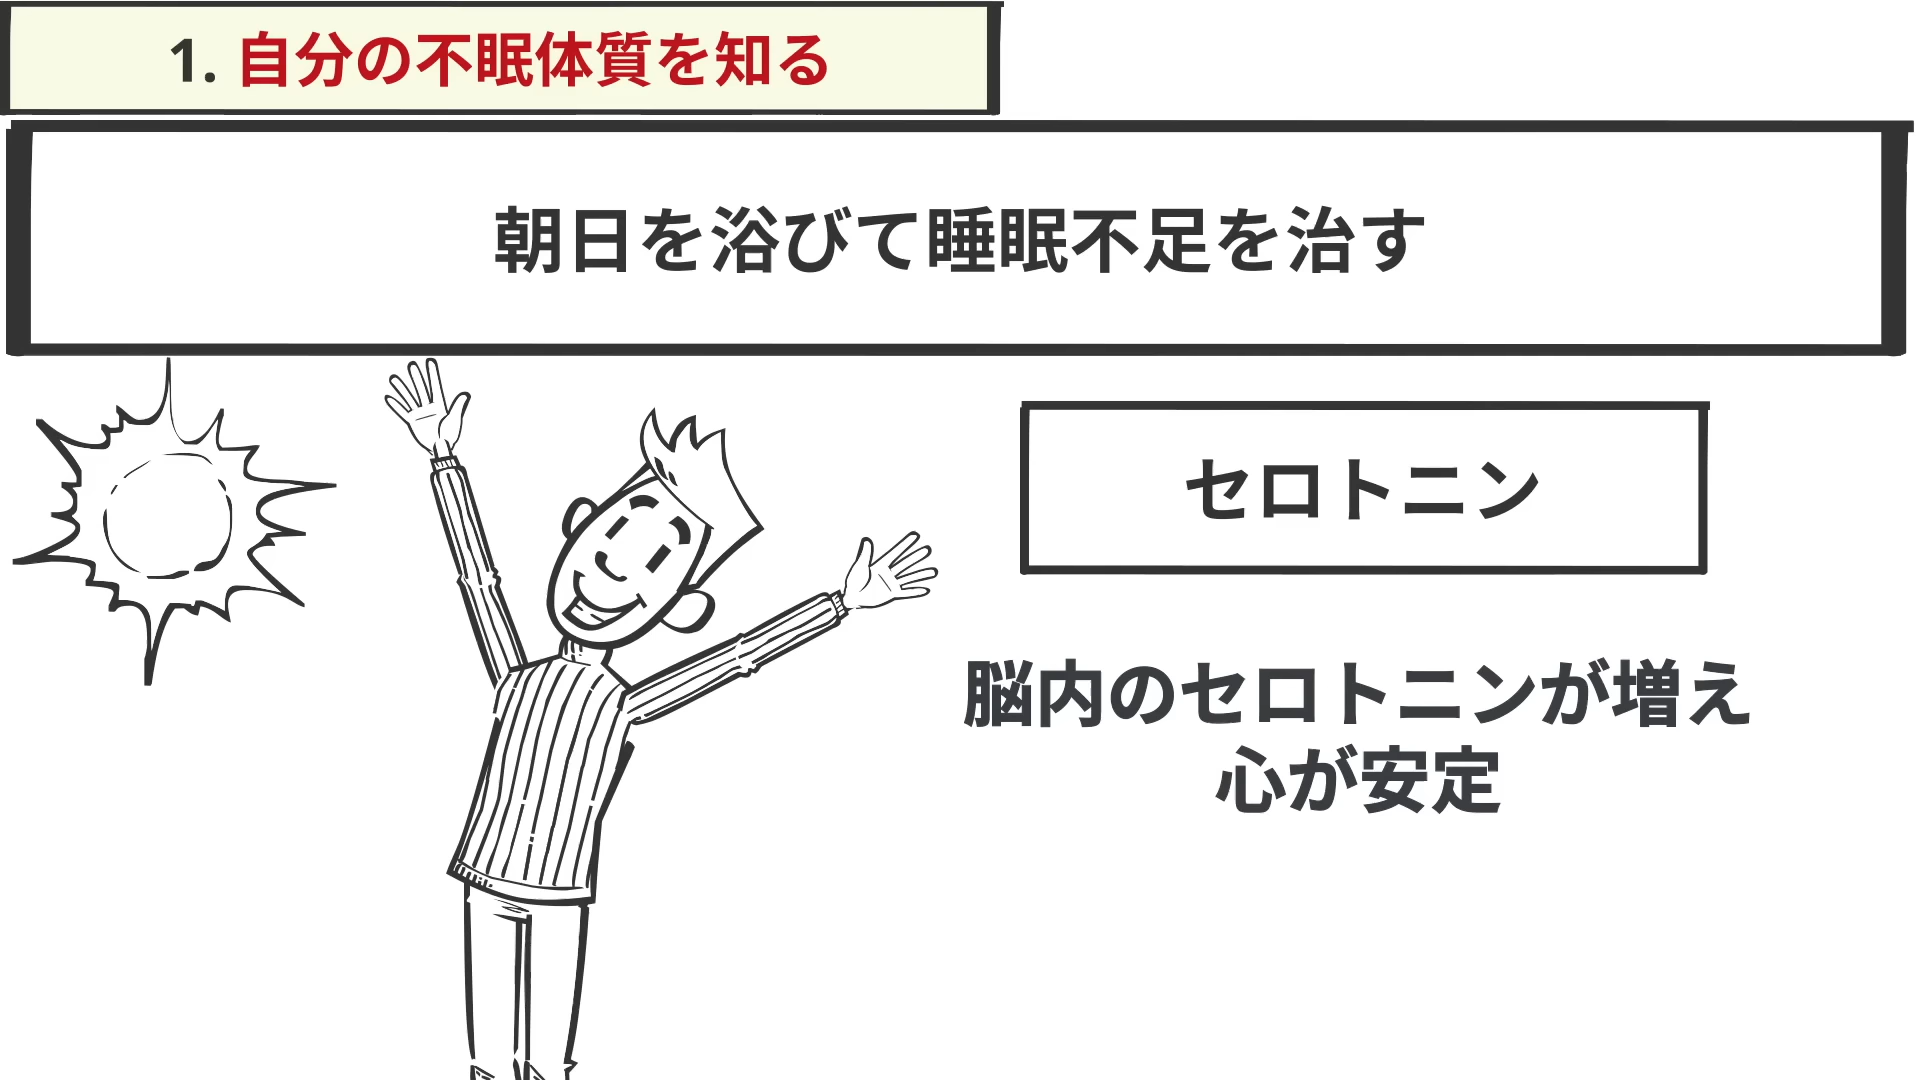 1. 自分の不眠体質を知る
朝日を浴びて睡眠不足を治す
セロトニン
脳内のセロトニンが増え
心が安定